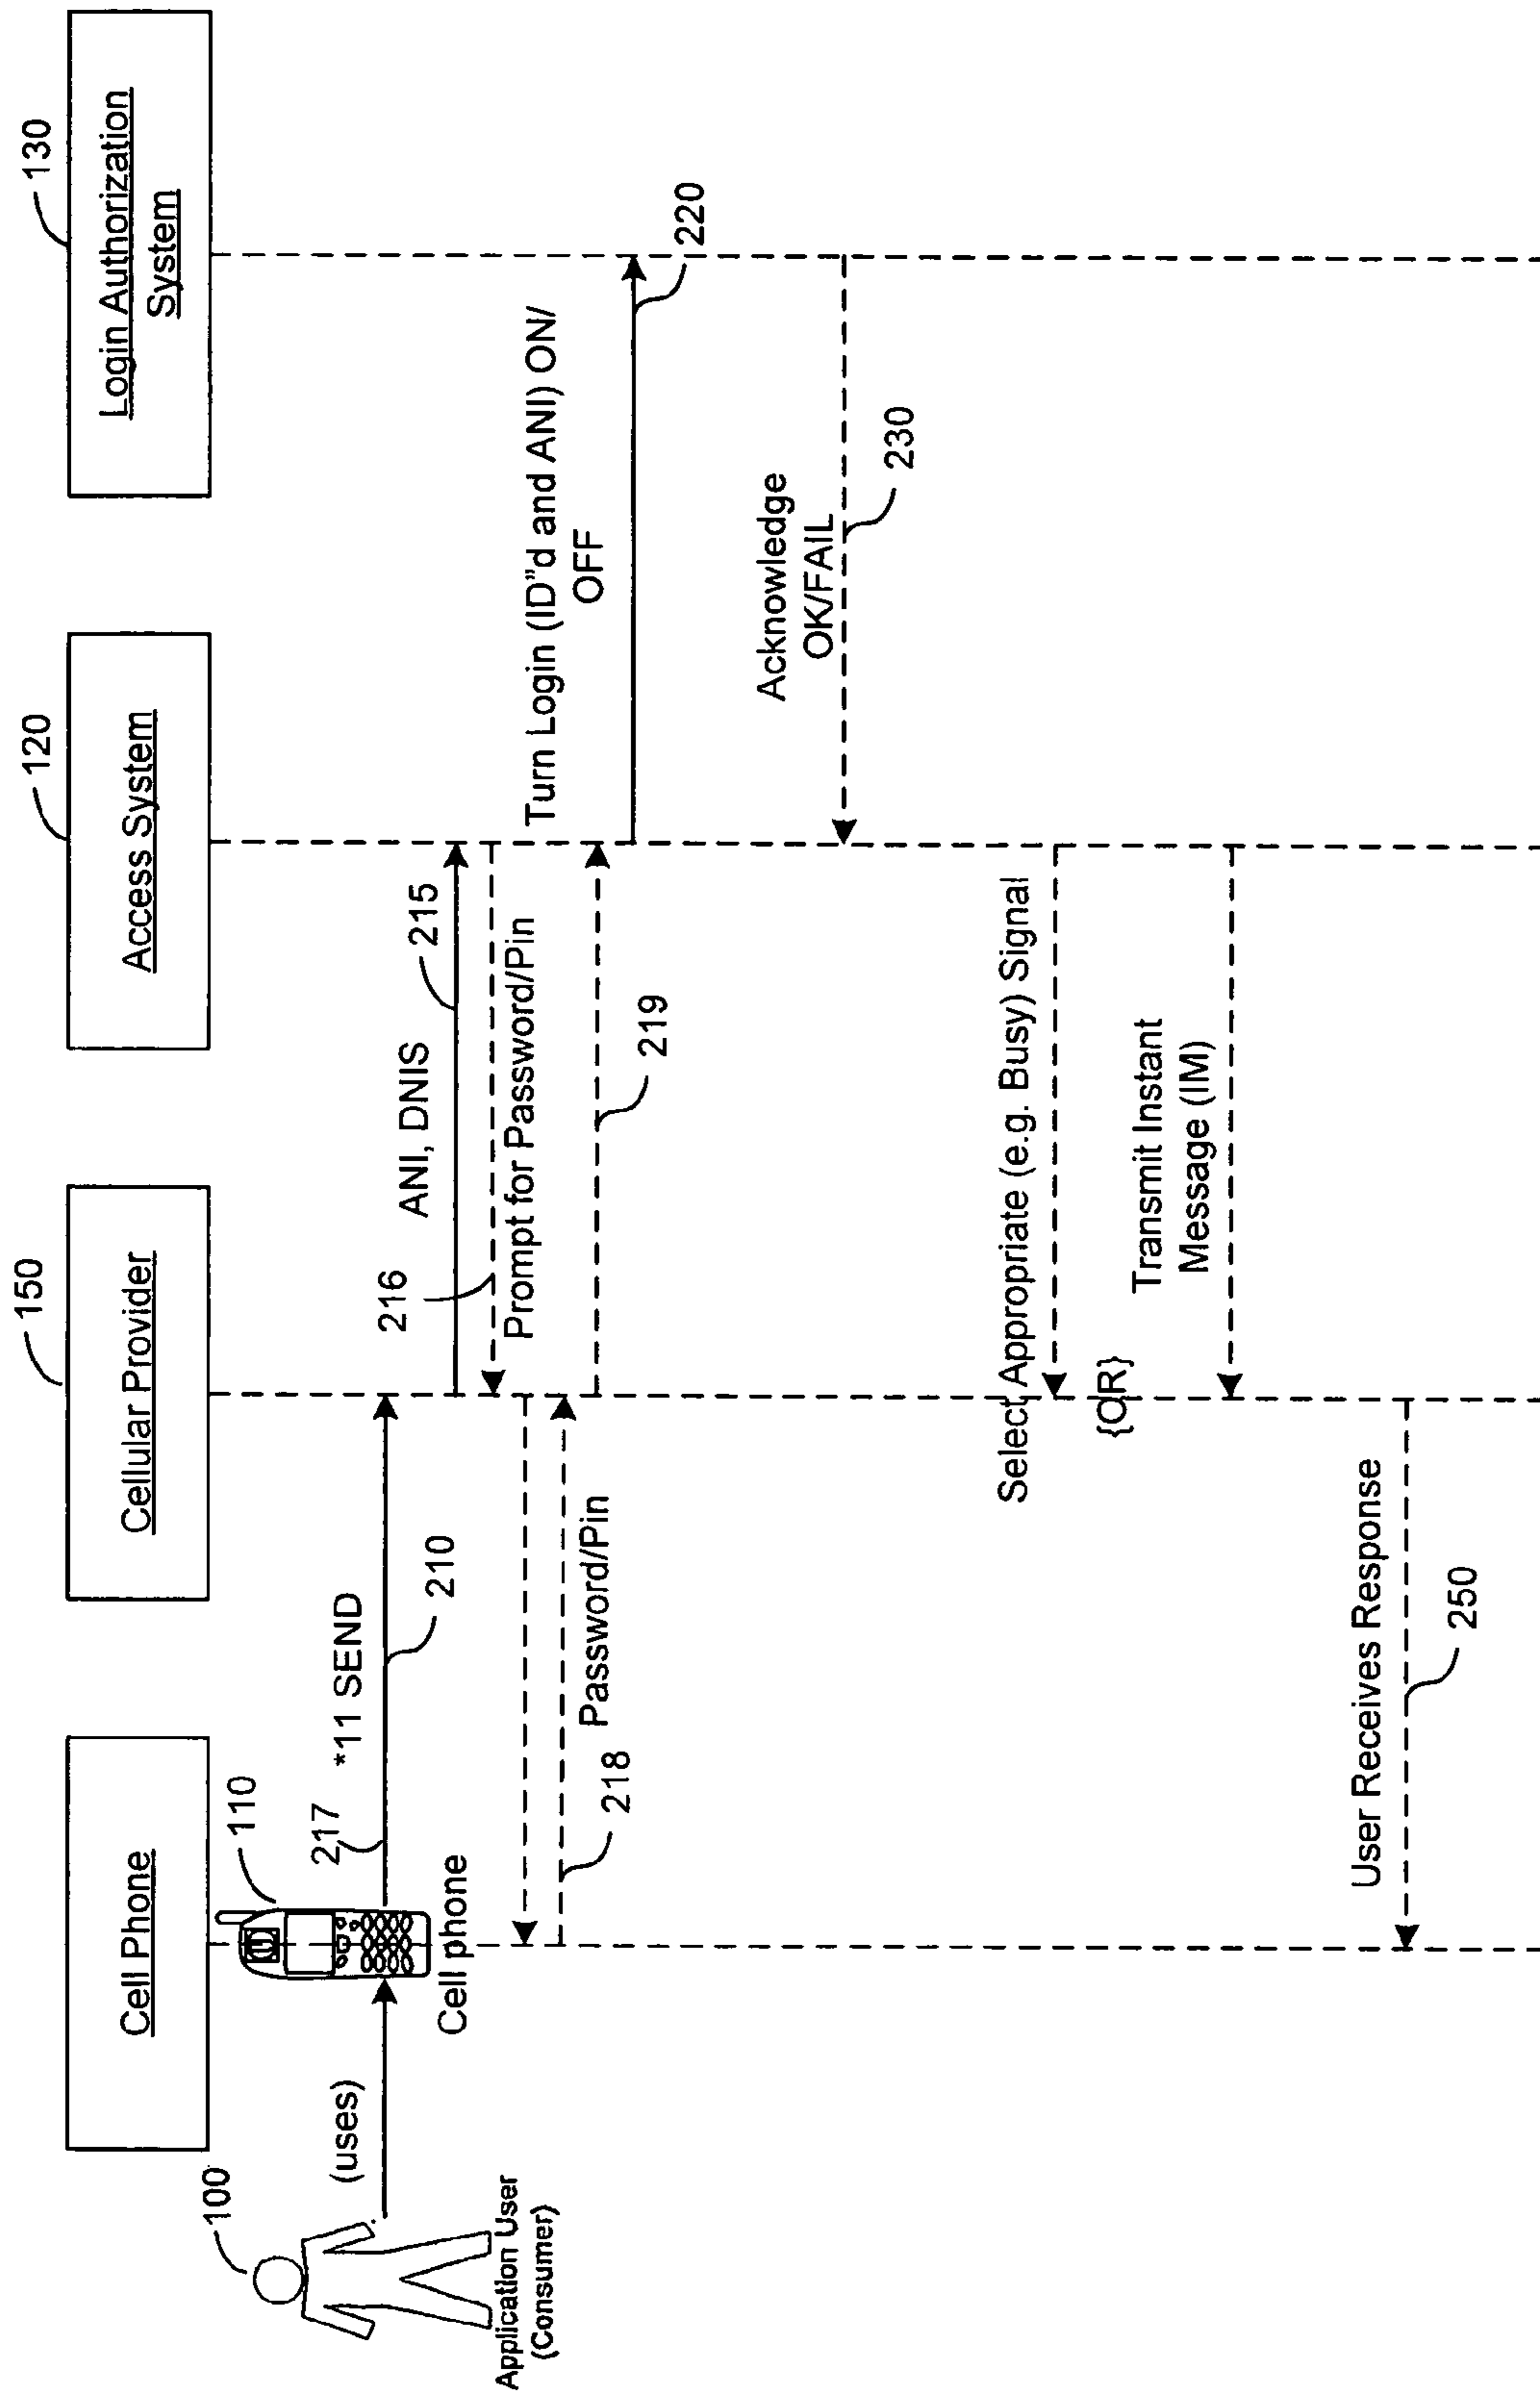 Cell Phone
150
Cellular Provider
120
Access System
130
Login Authorization
System
100
(uses)
Application User
(Consumer)
110
Cell phone
217
*11 SEND
210
216
ANI, DNIS
215
Prompt for Password/Pin
218
Password/Pin
219
Turn Login (ID"d and ANI) ON/
OFF
220
Acknowledge
OK/FAIL
230
Select Appropriate (e.g. Busy) Signal
{OR}
Transmit Instant
Message (IM)
User Receives Response
250